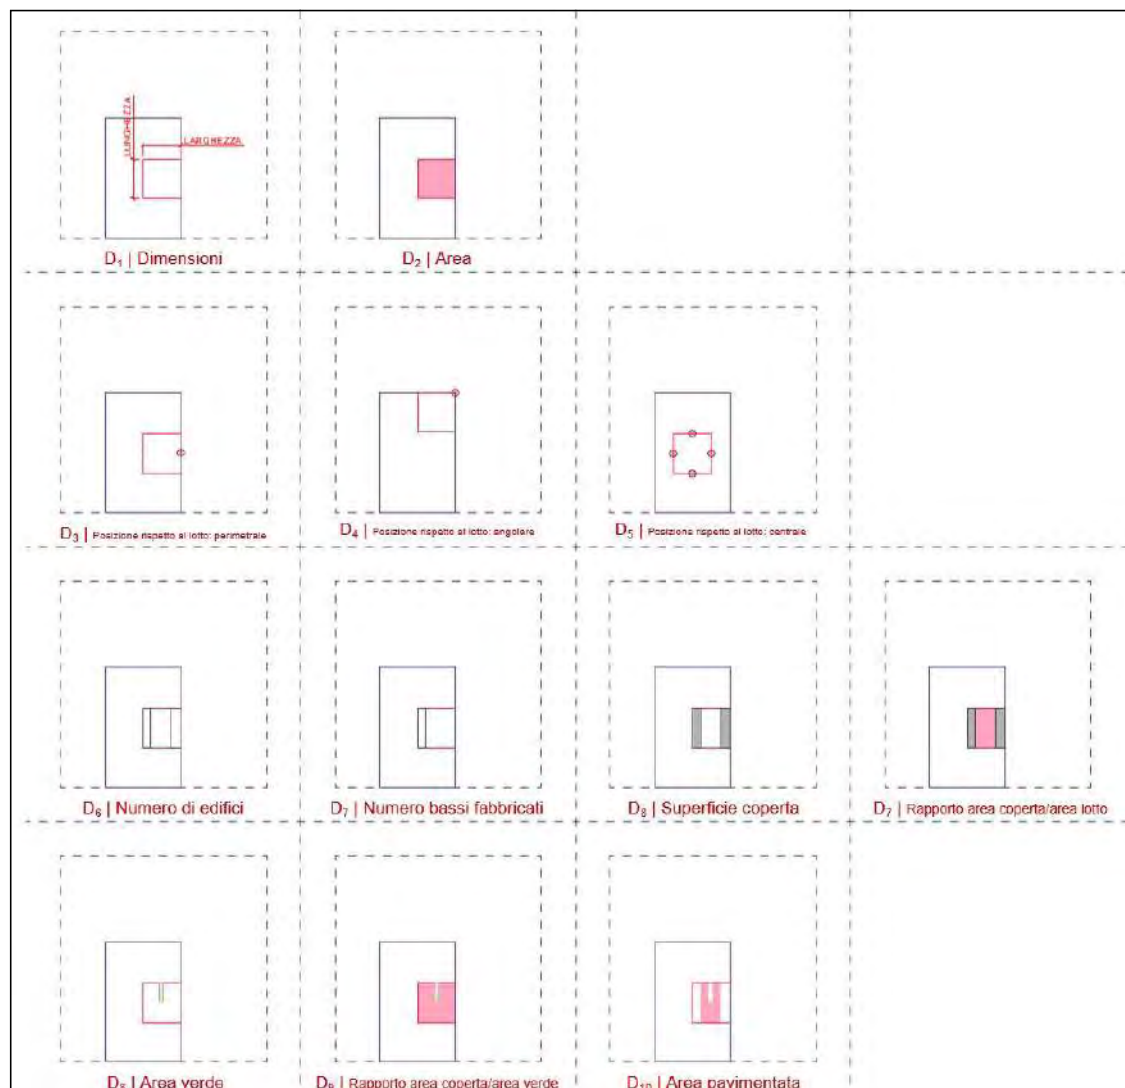 LUNGHEZZA
LARGHEZZA
D1 | Dimensioni
D2 | Area
D3 | Posizione rispetto al lotto: perimetrale
D4 | Posizione rispetto al lotto: angolare
D5 | Posizione rispetto al lotto: centrale
D6 | Numero di edifici
D7 | Numero bassi fabbricati
D8 | Superficie coperta
D7 | Rapporto area coperta/area lotto
D8 | Area verde
D9 | Rapporto area coperta/area verde
D10 | Area pavimentata